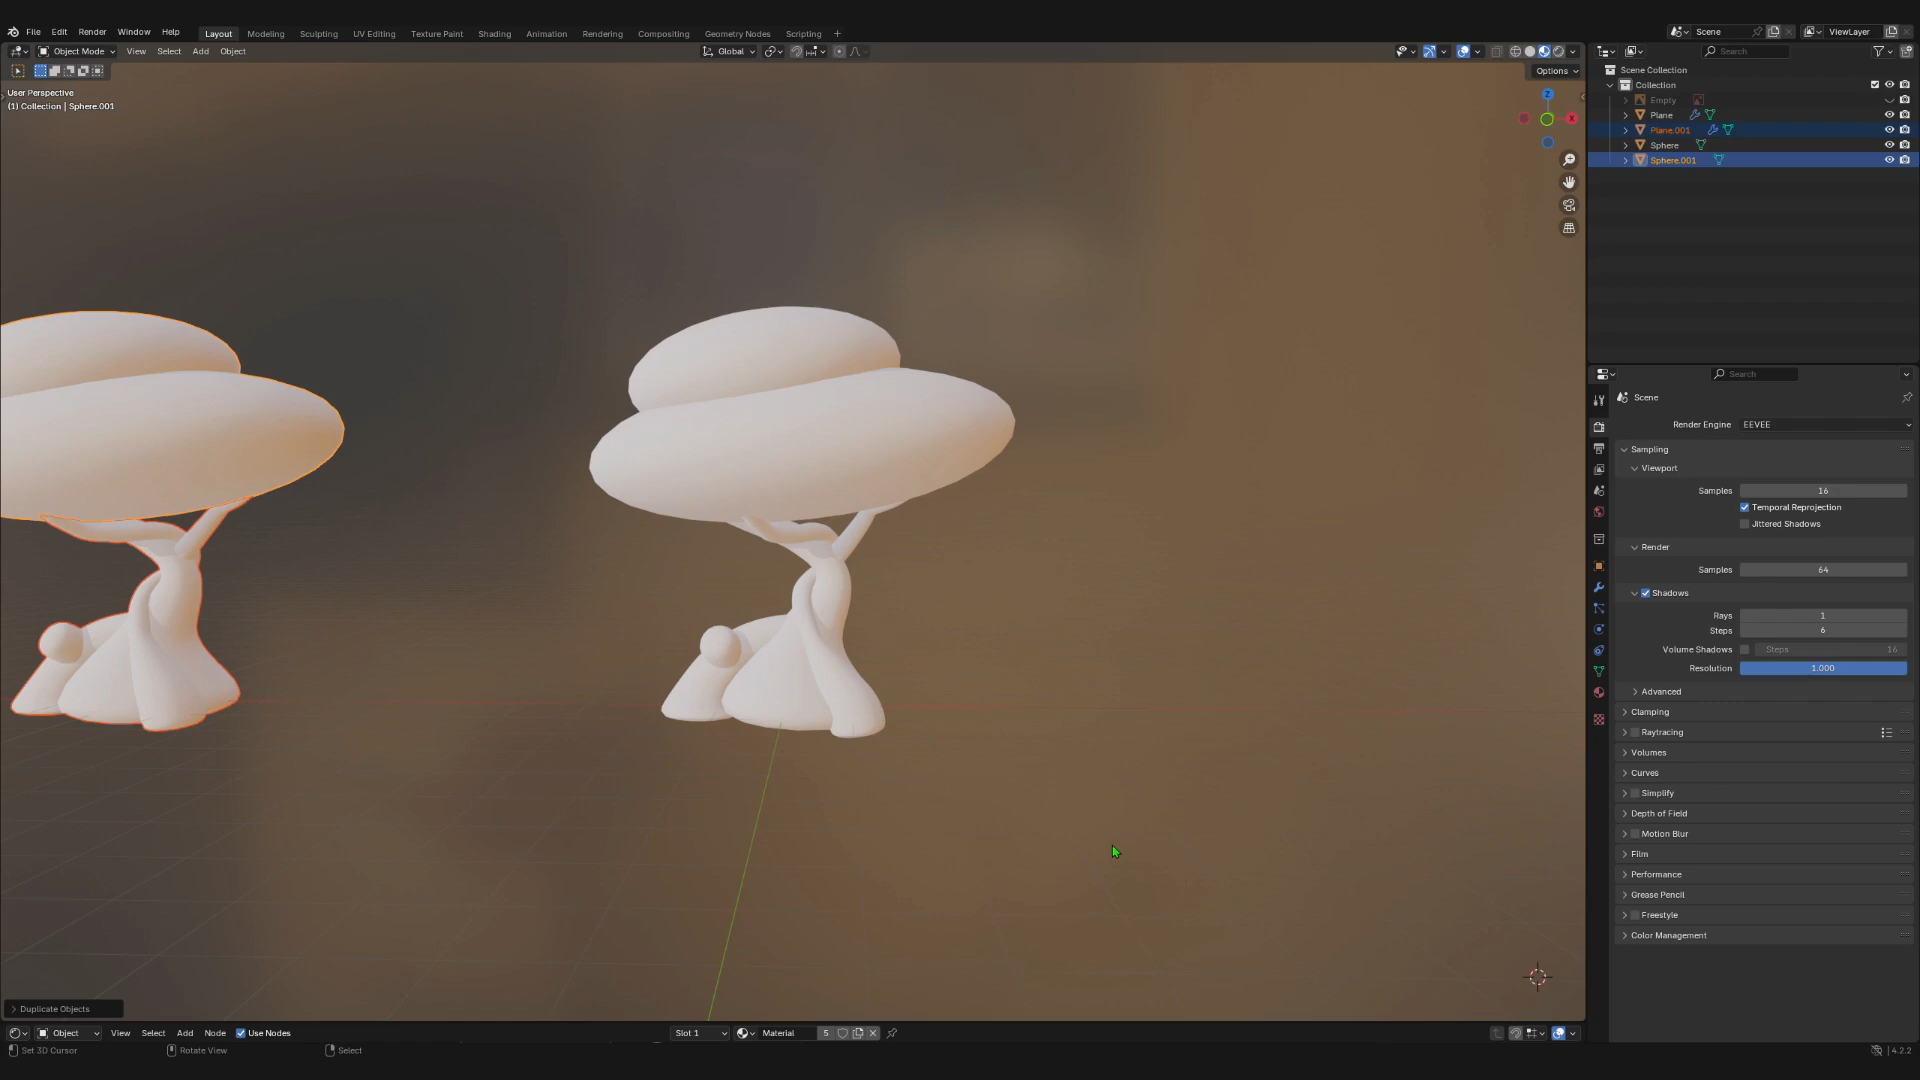 File Edit Render Window Help Layout Modeling Sculpting UV Editing Texture Paint Shading Animation Rendering Compositing Geometry Nodes Scripting + Scene ViewLayer
Object Mode View Select Add Object Global Search
Options
User Perspective
(1) Collection | Sphere.001
Z
X
Scene Collection
Collection
Empty
Plane
Plane.001
Sphere
Sphere.001
Search
Scene
Render Engine EEVEE
Sampling
Viewport
Samples 16
Temporal Reprojection
Jittered Shadows
Render
Samples 64
Shadows
Rays 1
Steps 6
Volume Shadows Steps 16
Resolution 1.000
Advanced
Clamping
Raytracing
Volumes
Curves
Simplify
Depth of Field
Motion Blur
Film
Performance
Grease Pencil
Freestyle
Color Management
Duplicate Objects
Object View Select Add Node Use Nodes Slot 1 Material 5
Set 3D Cursor Rotate View Select 4.2.2